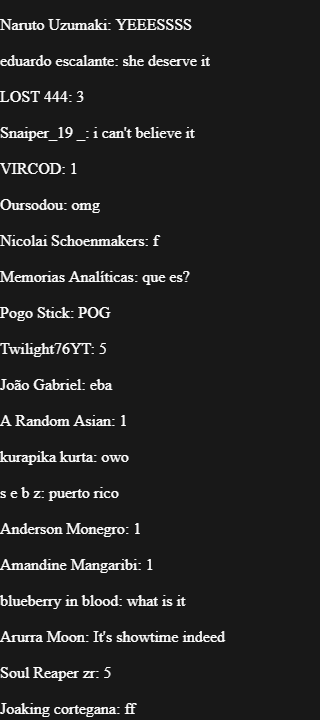 Naruto Uzumaki: YEEESSSS
eduardo escalante: she deserve it
LOST 444: 3
Snaiper_19 _: i can't believe it
VIRCOD: 1
Oursodou: omg
Nicolai Schoenmakers: f
Memorias Analíticas: que es?
Pogo Stick: POG
Twilight76YT: 5
João Gabriel: eba
A Random Asian: 1
kurapika kurta: owo
s e b z: puerto rico
Anderson Monegro: 1
Amandine Mangaribi: 1
blueberry in blood: what is it
Arurra Moon: It's showtime indeed
Soul Reaper zr: 5
Joaking cortegana: ff